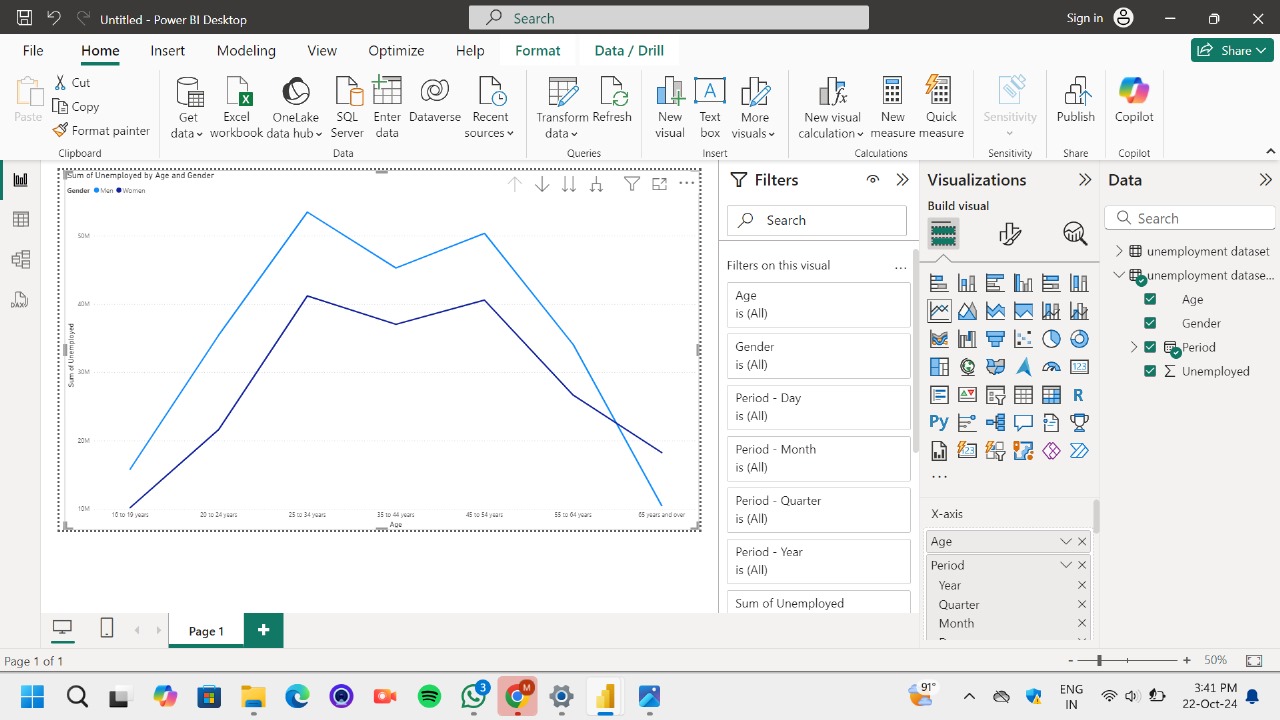 Untitled - Power BI Desktop
Search
Sign in
File
Home
Insert
Modeling
View
Optimize
Help
Format
Data / Drill
Share
Paste
Cut
Copy
Format painter
Clipboard
Get data
Excel workbook
OneLake data hub
SQL Server
Enter data
Dataverse
Recent sources
Data
Transform data
Refresh
Queries
New visual
Text box
More visuals
Insert
New visual calculation
New measure
Quick measure
Calculations
Sensitivity
Sensitivity
Publish
Share
Copilot
Copilot
Sum of Unemployed by Age and Gender
Gender Men Women
50M
40M
30M
20M
10M
Sum of Unemployed
16 to 19 years
20 to 24 years
25 to 34 years
35 to 44 years
45 to 54 years
55 to 64 years
65 years and over
Age
Filters
Search
Filters on this visual
...
Age
is (All)
Gender
is (All)
Period - Day
is (All)
Period - Month
is (All)
Period - Quarter
is (All)
Period - Year
is (All)
Sum of Unemployed
Visualizations
Build visual
123
R
Py
...
X-axis
Age
Period
Year
Quarter
Month
Data
Search
unemployment dataset
unemployment datase...
Age
Gender
Period
Σ Unemployed
Page 1
Page 1 of 1
- + 50%
3
M
91°
ENG
IN
3:41 PM
22-Oct-24